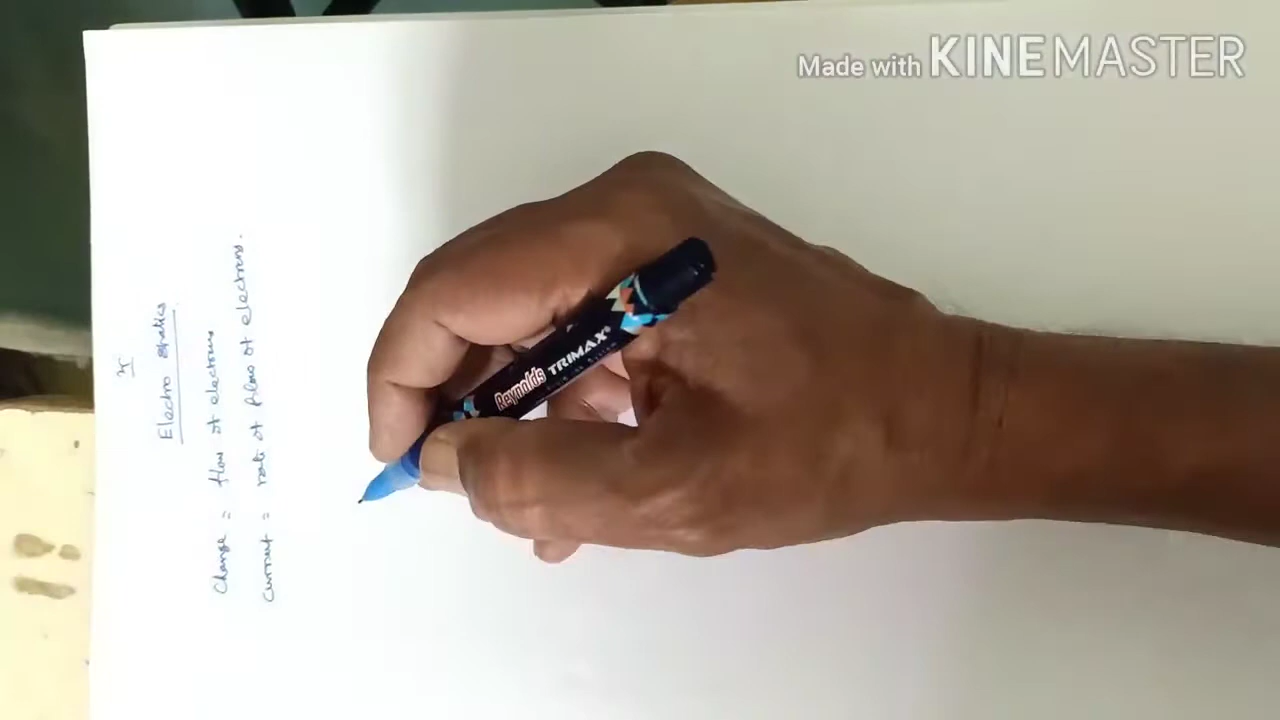 Made with KINEMASTER
Electro statics
Charge = flow of electrons
Current = rate of flow of electrons.
Reynolds TRIMAX